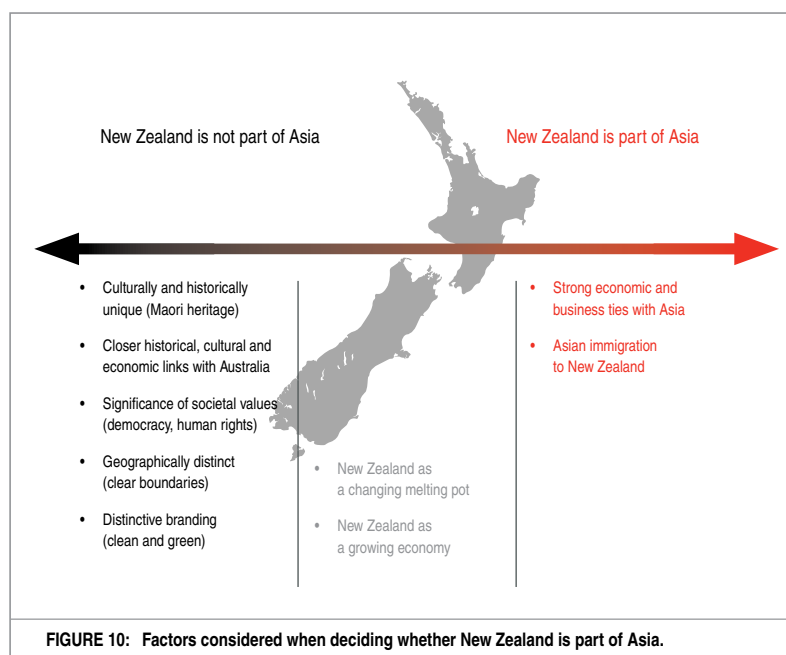 New Zealand is not part of Asia
New Zealand is part of Asia
• Culturally and historically
unique (Maori heritage)
• Closer historical, cultural and
economic links with Australia
• Significance of societal values
(democracy, human rights)
• Geographically distinct
(clear boundaries)
• Distinctive branding
(clean and green)
• New Zealand as
a changing melting pot
• New Zealand as
a growing economy
• Strong economic and
business ties with Asia
• Asian immigration
to New Zealand
FIGURE 10: Factors considered when deciding whether New Zealand is part of Asia.